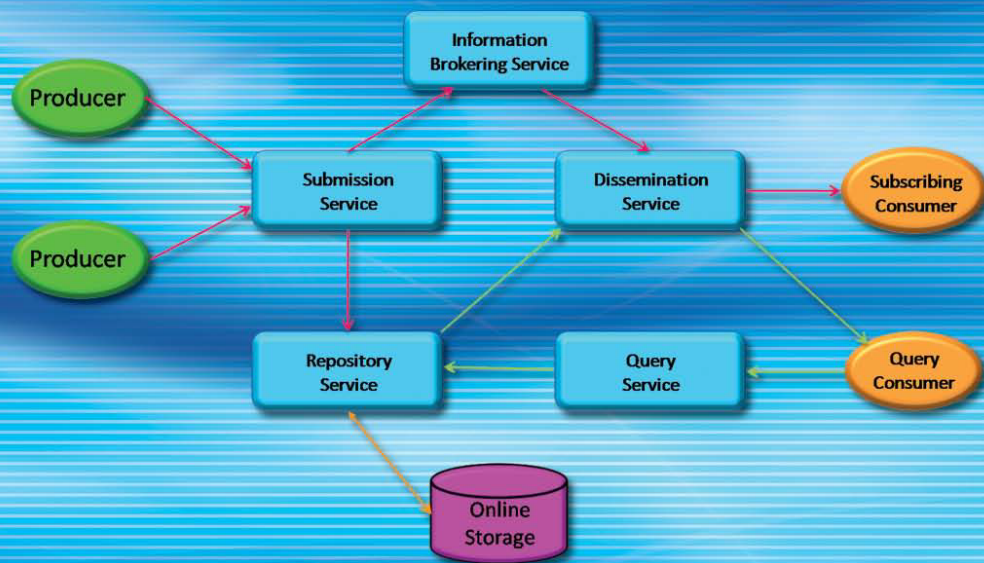 Information
Brokering Service
Producer
Submission
Service
Dissemination
Service
Subscribing
Consumer
Producer
Repository
Service
Query
Service
Query
Consumer
Online
Storage